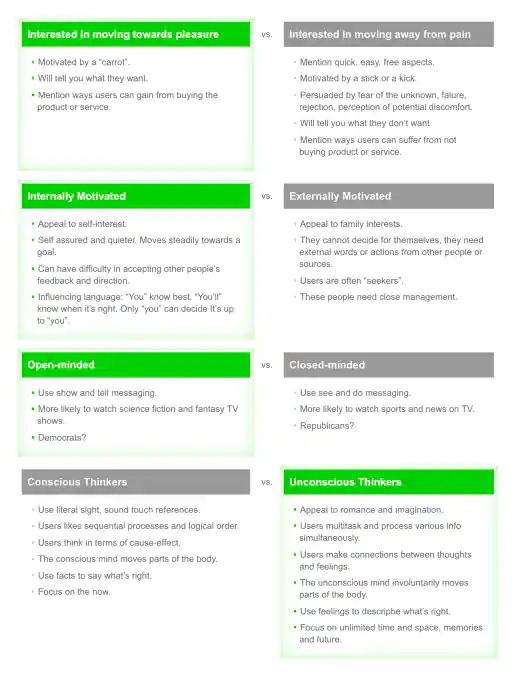 Interested in moving towards pleasure
vs.
Interested in moving away from pain
Motivated by a “carrot”.
Will tell you what they want.
Mention ways users can gain from buying the
product or service.
Mention quick, easy, free aspects.
Motivated by a stick or a kick.
Persuaded by fear of the unknown, failure,
rejection, perception of potential discomfort.
Will tell you what they don’t want
Mention ways users can suffer from not
buying product or service.
Internally Motivated
vs.
Externally Motivated
Appeal to self-interest.
Self assured and quieter. Moves steadily towards a
goal.
Can have difficulty in accepting other people’s
feedback and direction.
Influencing language: “You” know best. “You’ll”
know when it’s right. Only “you” can decide It’s up
to “you”.
Appeal to family interests.
They cannot decide for themselves, they need
external words or actions from other people or
sources.
Users are often “seekers”.
These people need close management.
Open-minded
vs.
Closed-minded
Use show and tell messaging.
More likely to watch science fiction and fantasy TV
shows.
Democrats?
Use see and do messaging.
More likely to watch sports and news on TV.
Republicans?
Conscious Thinkers
vs.
Unconscious Thinkers
Use literal sight, sound touch references.
Users likes sequential processes and logical order.
Users think in terms of cause-effect.
The conscious mind moves parts of the body.
Use facts to say what’s right.
Focus on the now.
Appeal to romance and imagination.
Users multitask and process various info
simultaneously.
Users make connections between thoughts
and feelings.
The unconscious mind involuntarily moves
parts of the body.
Use feelings to describe what’s right.
Focus on unlimited time and space, memories
and future.